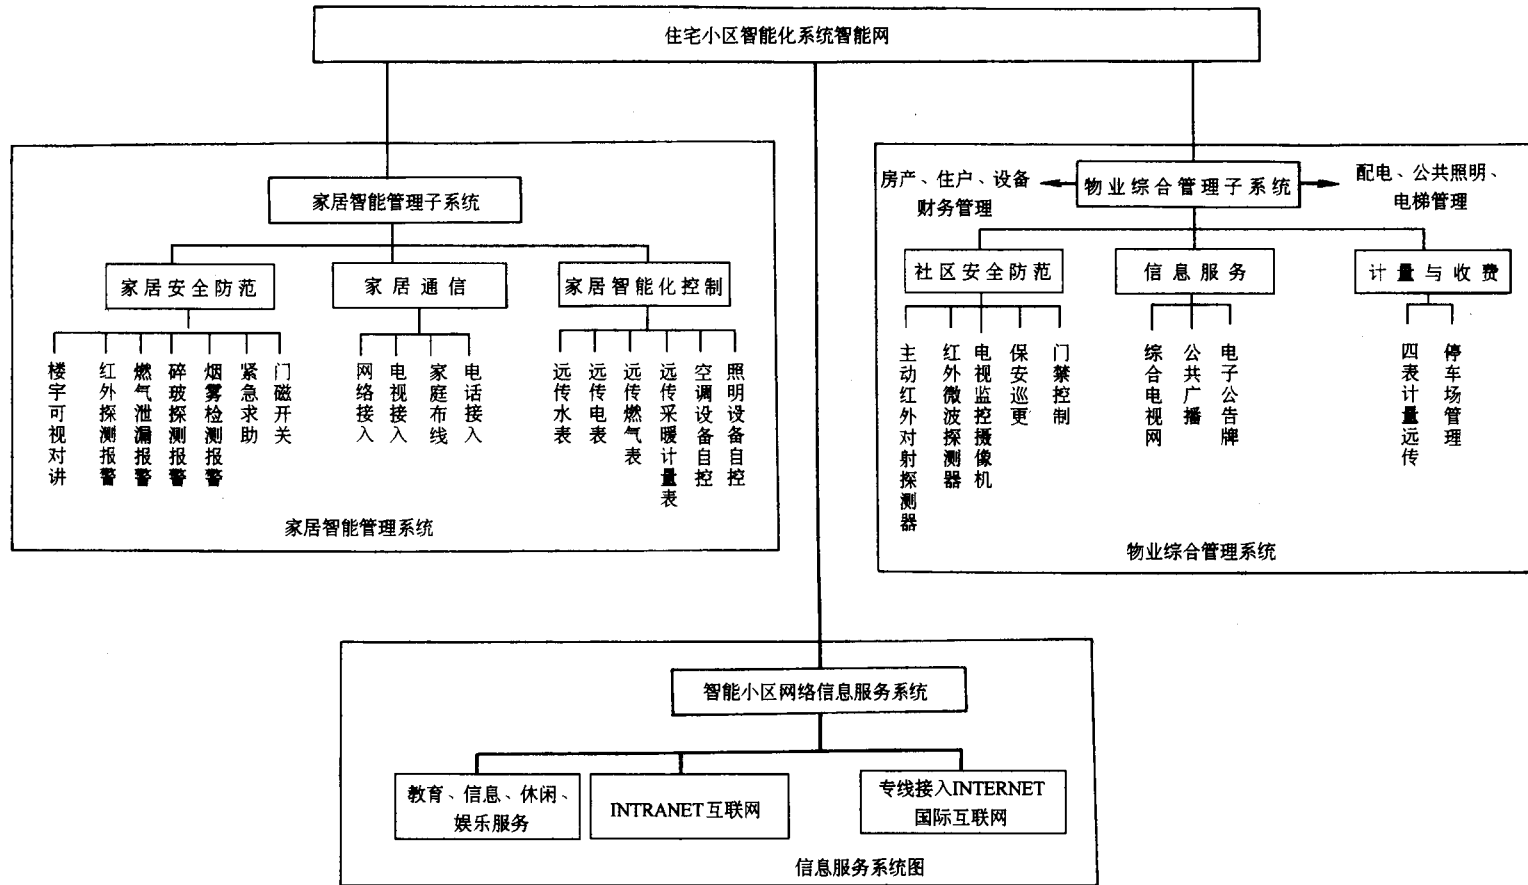 住宅小区智能化系统智能网
家居智能管理子系统
家居安全防范
家居通信
家居智能化控制
楼宇可视对讲
红外探测报警
燃气泄漏报警
碎玻探测报警
烟雾检测报警
紧急求助
门磁开关
网络接入
电视接入
家庭布线
电话接入
远传水表
远传电表
远传燃气表
远传采暖计量表
空调设备自控
照明设备自控
家居智能管理系统
房产、住户、设备
财务管理
物业综合管理子系统
配电、公共照明、
电梯管理
社区安全防范
信息服务
计量与收费
主动红外对射探测器
红外微波探测器
电视监控摄像机
保安巡更
门禁控制
综合电视网
公共广播
电子公告牌
四表计量远传
停车场管理
物业综合管理系统
智能小区网络信息服务系统
教育、信息、休闲、
娱乐服务
INTRANET互联网
专线接入INTERNET
国际互联网
信息服务系统图